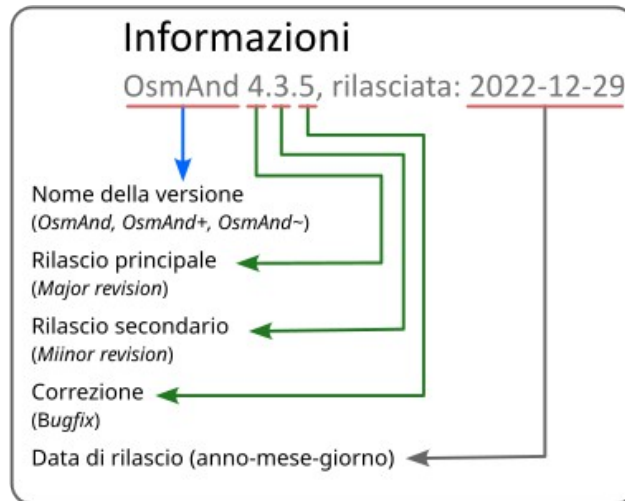 Informazioni
OsmAnd 4.3.5, rilasciata: 2022-12-29
Nome della versione
(OsmAnd, OsmAnd+, OsmAnd~)
Rilascio principale
(Major revision)
Rilascio secondario
(Miinor revision)
Correzione
(Bugfix)
Data di rilascio (anno-mese-giorno)